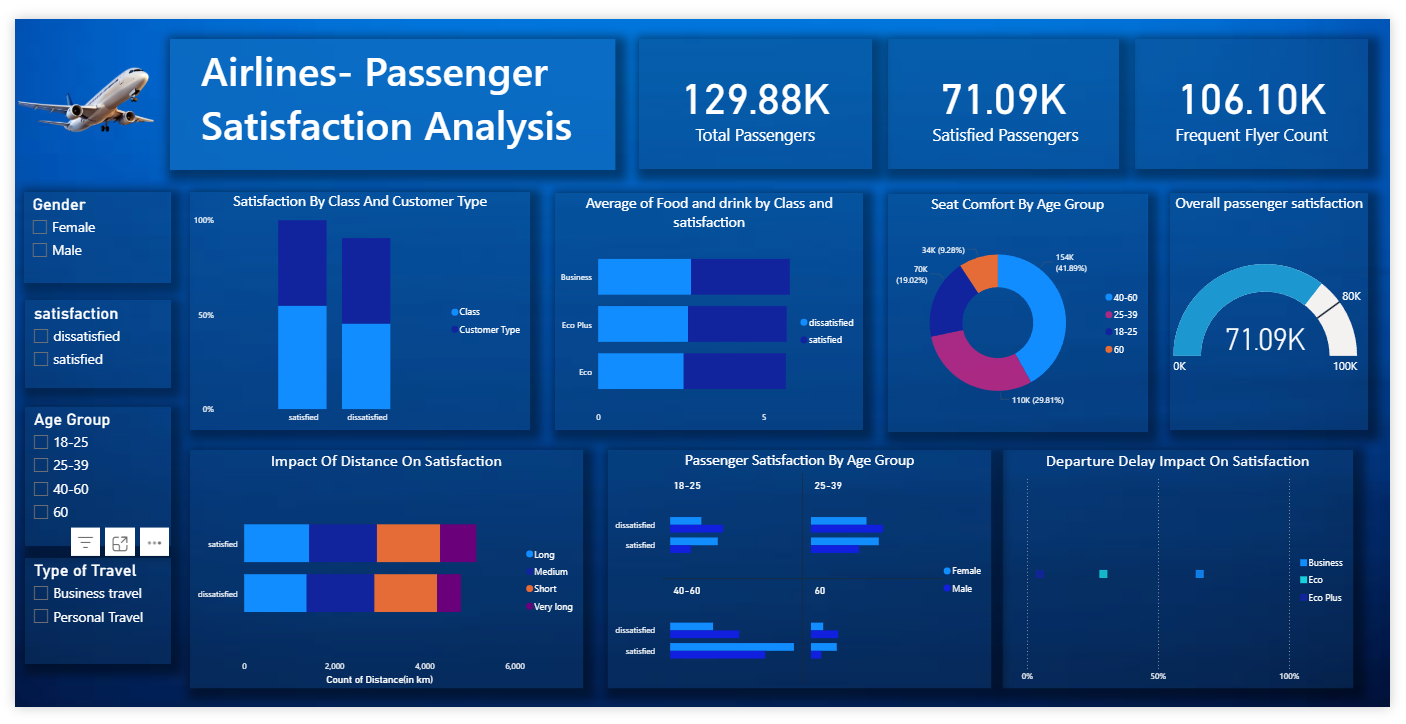 Airlines- Passenger
Satisfaction Analysis
129.88K
Total Passengers
71.09K
Satisfied Passengers
106.10K
Frequent Flyer Count
Gender
Female
Male
satisfaction
dissatisfied
satisfied
Age Group
18-25
25-39
40-60
60
Type of Travel
Business travel
Personal Travel
Satisfaction By Class And Customer Type
100%
50%
0%
satisfied
dissatisfied
Class
Customer Type
Average of Food and drink by Class and
satisfaction
Business
Eco Plus
Eco
0
5
dissatisfied
satisfied
Seat Comfort By Age Group
34K (9.28%)
154K
(41.89%)
70K
(19.02%)
110K (29.81%)
40-60
25-39
18-25
60
Overall passenger satisfaction
80K
71.09K
0K
100K
Impact Of Distance On Satisfaction
satisfied
dissatisfied
0
2,000
4,000
6,000
Count of Distance(in km)
Long
Medium
Short
Very long
Passenger Satisfaction By Age Group
18-25
25-39
dissatisfied
satisfied
40-60
60
dissatisfied
satisfied
Female
Male
Departure Delay Impact On Satisfaction
Business
Eco
Eco Plus
0%
50%
100%